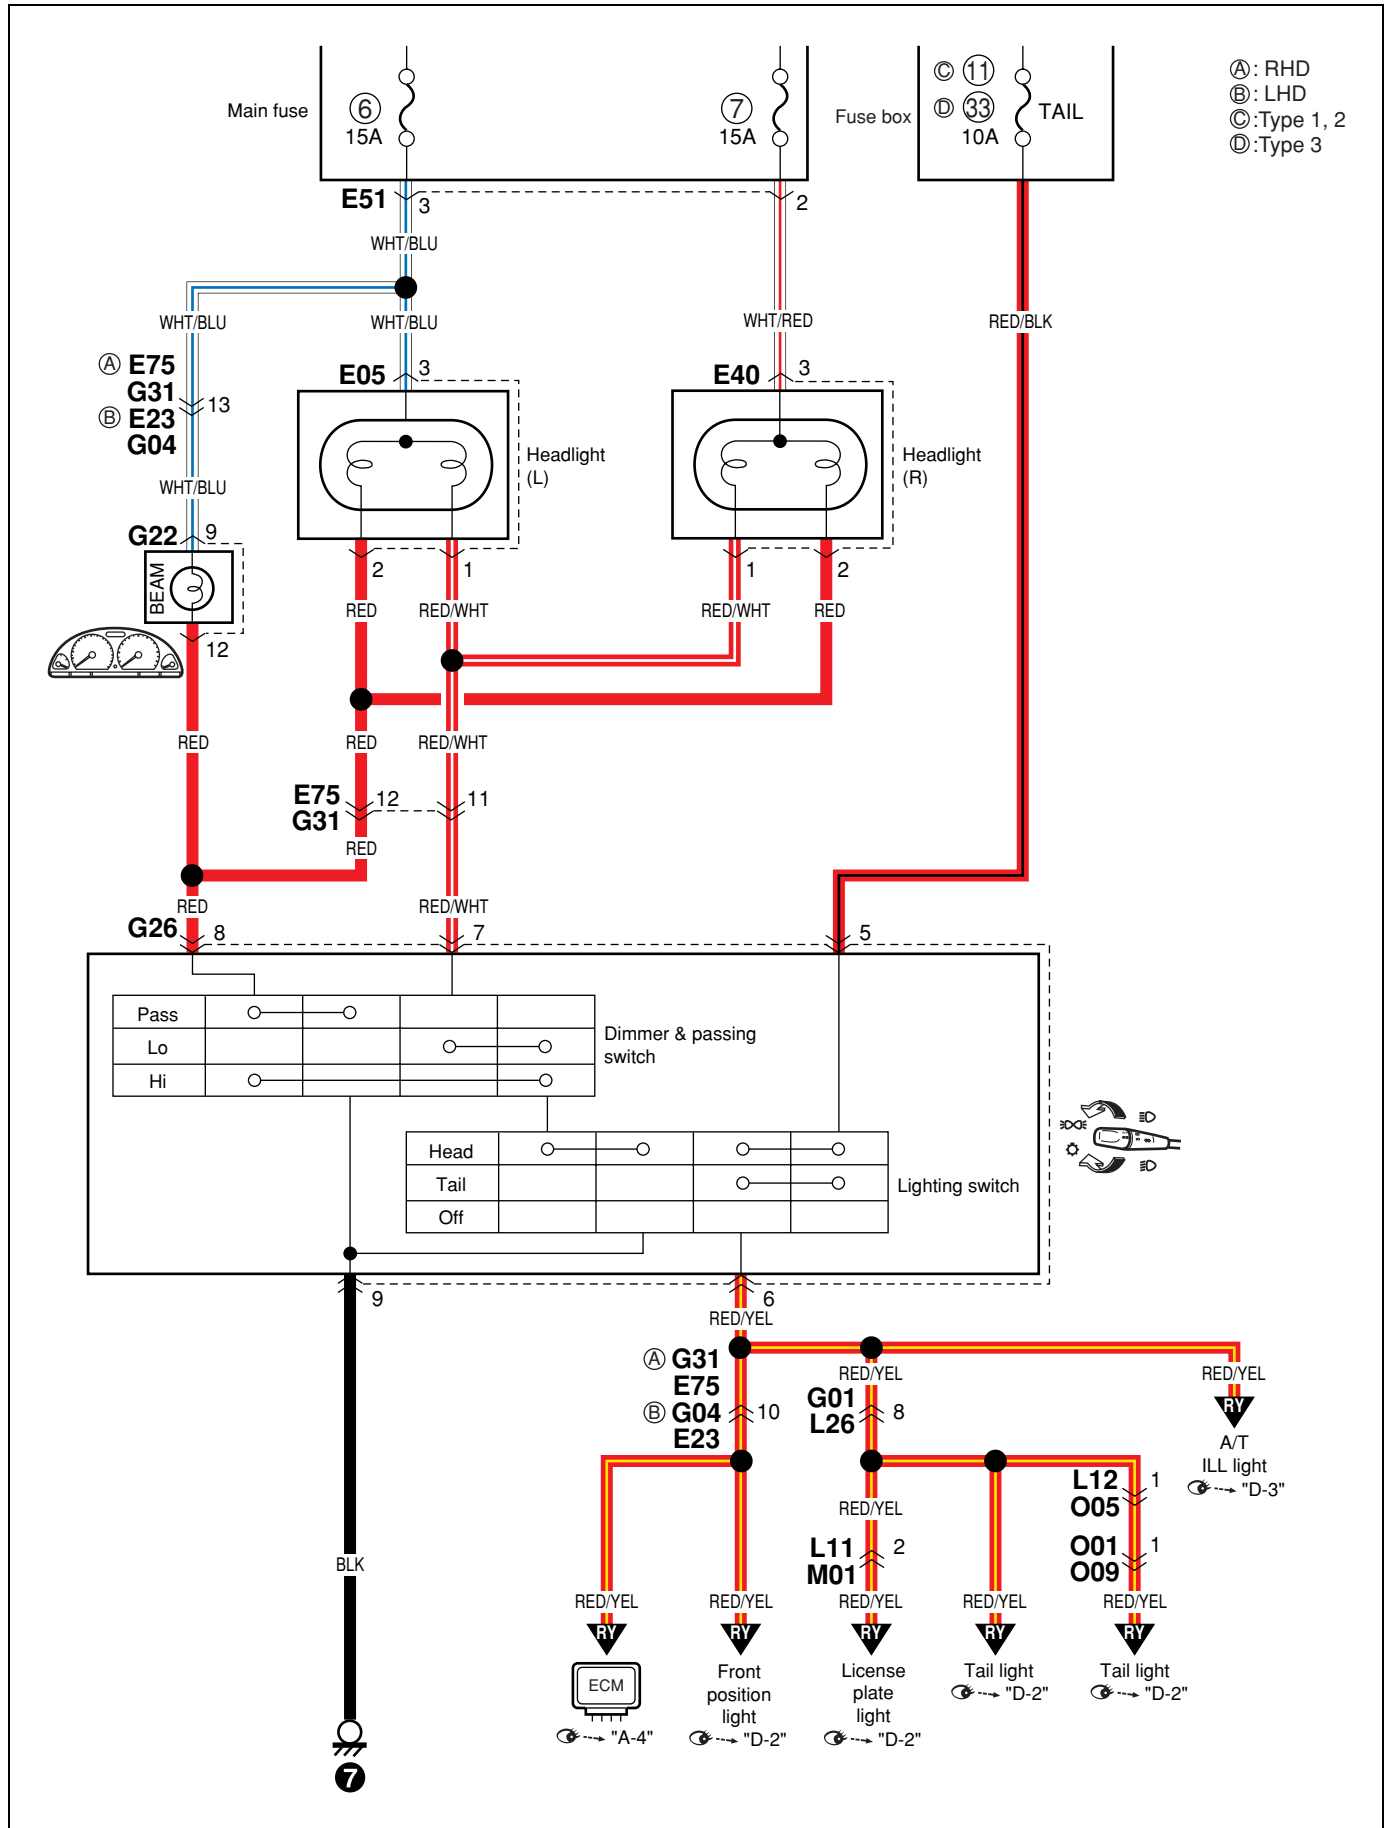 Main fuse
6
15A
7
15A
Fuse box
C 11
D 33
10A
TAIL
A: RHD
B: LHD
C:Type 1, 2
D:Type 3
E51
3
2
WHT/BLU
WHT/BLU
WHT/BLU
WHT/RED
RED/BLK
A E75
G31
B E23
G04
13
E05
3
E40
3
Headlight
(L)
Headlight
(R)
WHT/BLU
G22
9
BEAM
12
2
1
1
2
RED
RED/WHT
RED/WHT
RED
RED
RED
RED/WHT
E75
G31
12
11
RED
RED
RED/WHT
G26
8
7
5
Pass
Lo
Hi
Dimmer & passing
switch
Head
Tail
Off
Lighting switch
9
6
RED/YEL
A G31
E75
B G04
E23
10
RED/YEL
G01
L26
8
RED/YEL
RY
A/T
ILL light
"D-3"
L12
O05
1
RED/YEL
L11
M01
2
O01
O09
1
BLK
RED/YEL
RED/YEL
RED/YEL
RED/YEL
RED/YEL
RY
RY
RY
RY
RY
ECM
"A-4"
Front
position
light
"D-2"
License
plate
light
"D-2"
Tail light
"D-2"
Tail light
"D-2"
7